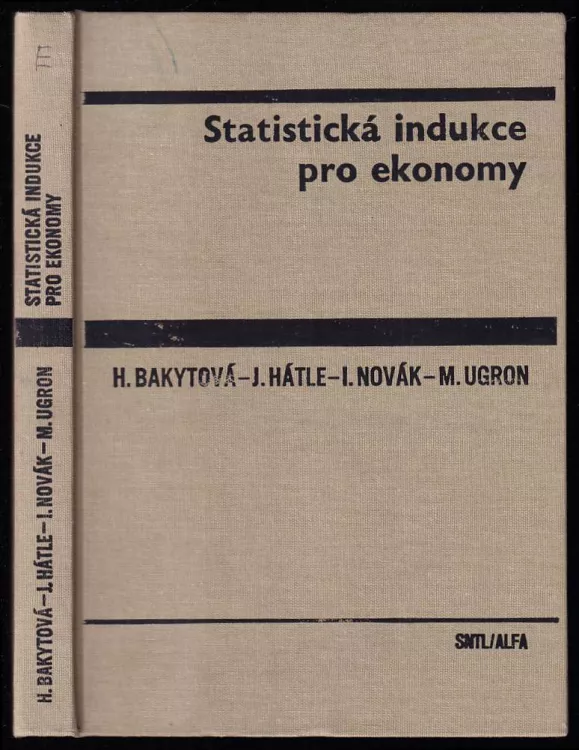 Statistická indukce
pro ekonomy
H. BAKYTOVÁ–J. HÁTLE–I. NOVÁK–M. UGRON
SNTL/ALFA
E
STATISTICKÁ INDUKCE
PRO EKONOMY
H. BAKYTOVÁ–J. HÁTLE–I. NOVÁK–M. UGRON